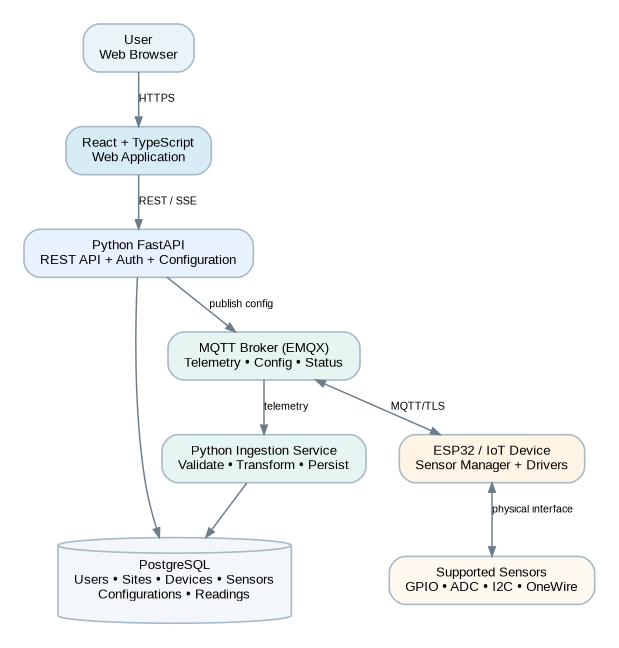 User
Web Browser
HTTPS
React + TypeScript
Web Application
REST / SSE
Python FastAPI
REST API + Auth + Configuration
publish config
MQTT Broker (EMQX)
Telemetry • Config • Status
telemetry
MQTT/TLS
Python Ingestion Service
Validate • Transform • Persist
ESP32 / IoT Device
Sensor Manager + Drivers
physical interface
PostgreSQL
Users • Sites • Devices • Sensors
Configurations • Readings
Supported Sensors
GPIO • ADC • I2C • OneWire